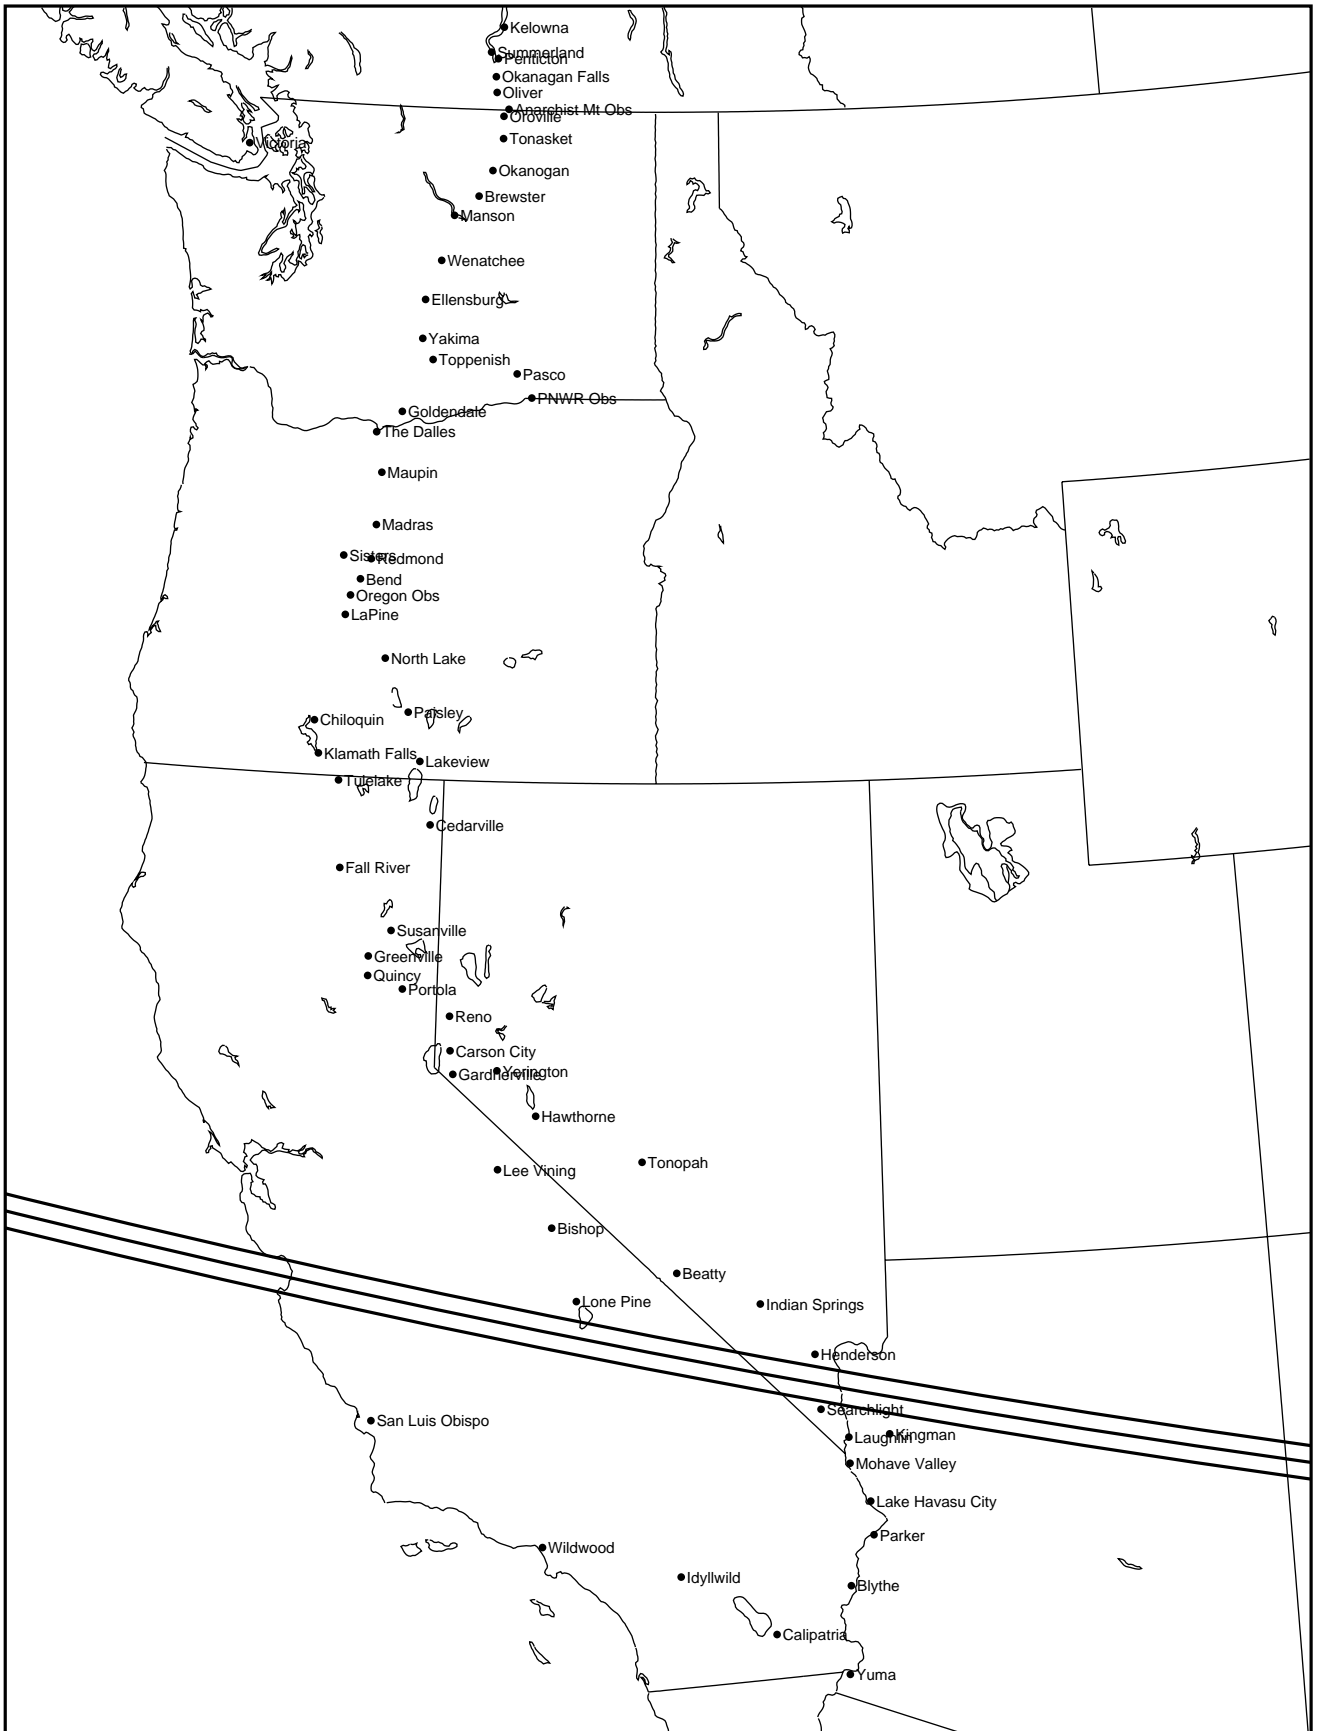 Kelowna
Summerland
Penticton
Okanagan Falls
Oliver
Anarchist Mt Obs
Oroville
Tonasket
Victoria
Okanogan
Brewster
Manson
Wenatchee
Ellensburg
Yakima
Toppenish
Pasco
PNWR Obs
Goldendale
The Dalles
Maupin
Madras
Sisters
Redmond
Bend
Oregon Obs
LaPine
North Lake
Paisley
Chiloquin
Klamath Falls
Lakeview
Tulelake
Cedarville
Fall River
Susanville
Greenville
Quincy
Portola
Reno
Carson City
Yerington
Gardnerville
Hawthorne
Tonopah
Lee Vining
Bishop
Beatty
Lone Pine
Indian Springs
Henderson
Searchlight
San Luis Obispo
Kingman
Laughlin
Mohave Valley
Lake Havasu City
Parker
Wildwood
Idyllwild
Blythe
Calipatria
Yuma